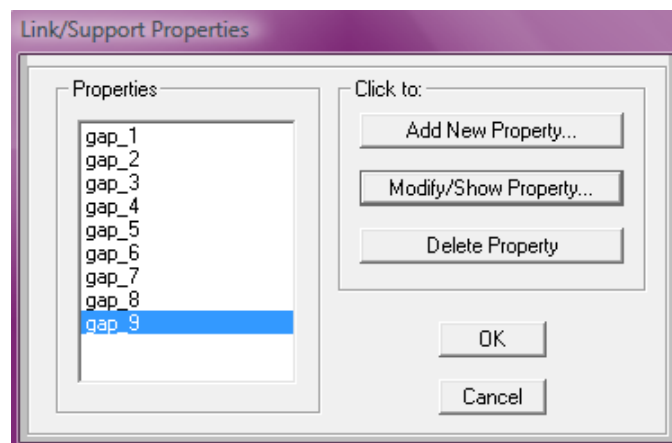 Link/Support Properties
Properties
gap_1
gap_2
gap_3
gap_4
gap_5
gap_6
gap_7
gap_8
gap_9
Click to:
Add New Property...
Modify/Show Property...
Delete Property
OK
Cancel